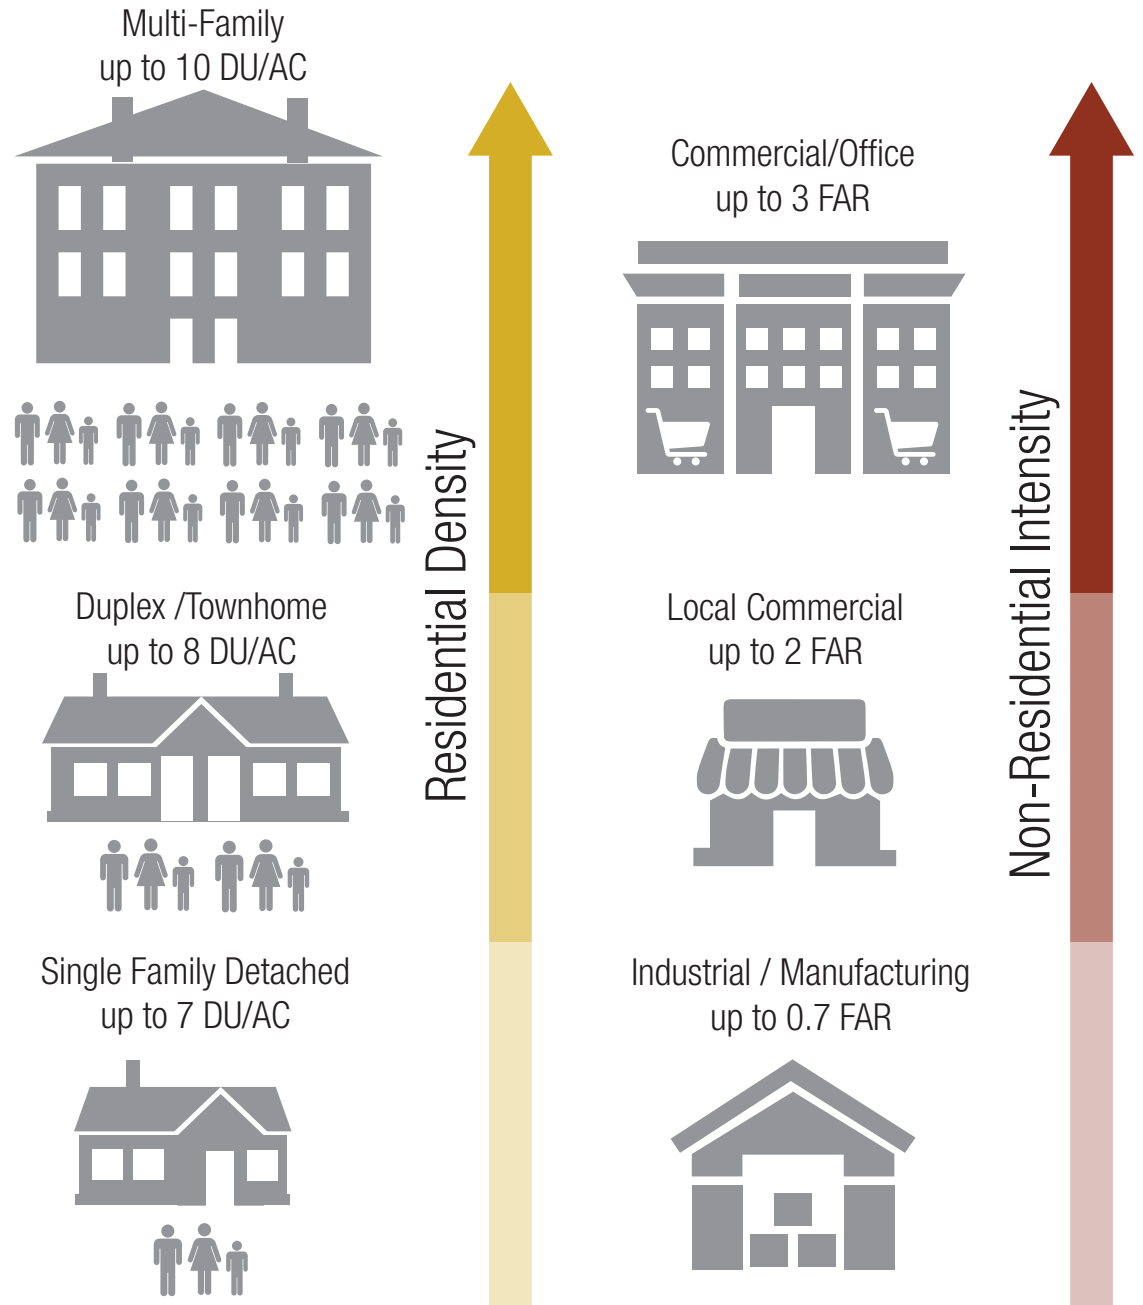 Multi-Family
up to 10 DU/AC
Commercial/Office
up to 3 FAR
Residential Density
Non-Residential Intensity
Duplex /Townhome
up to 8 DU/AC
Local Commercial
up to 2 FAR
Single Family Detached
up to 7 DU/AC
Industrial / Manufacturing
up to 0.7 FAR